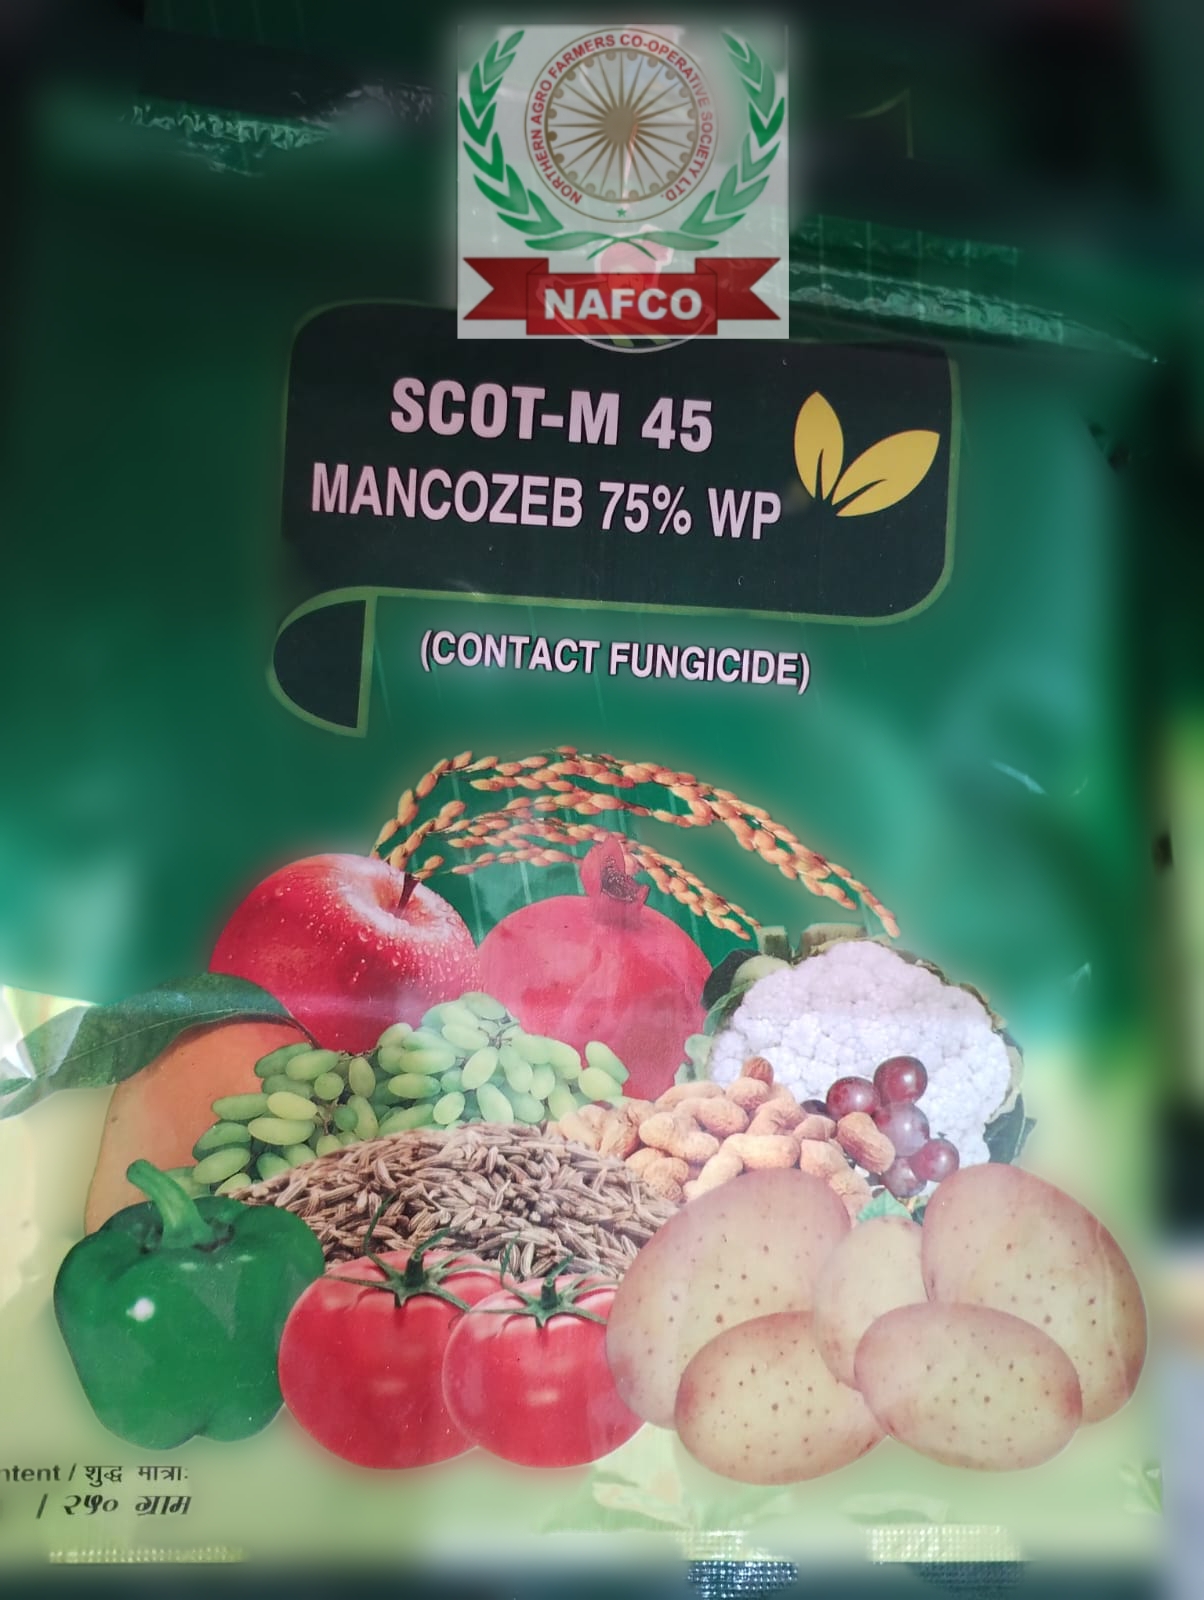 NORTHERN AGRO FARMERS CO-OPERATIVE SOCIETY LTD.
NAFCO
SCOT-M 45
MANCOZEB 75% WP
(CONTACT FUNGICIDE)
ntent / शुद्ध मात्रा:
/ २५० ग्राम